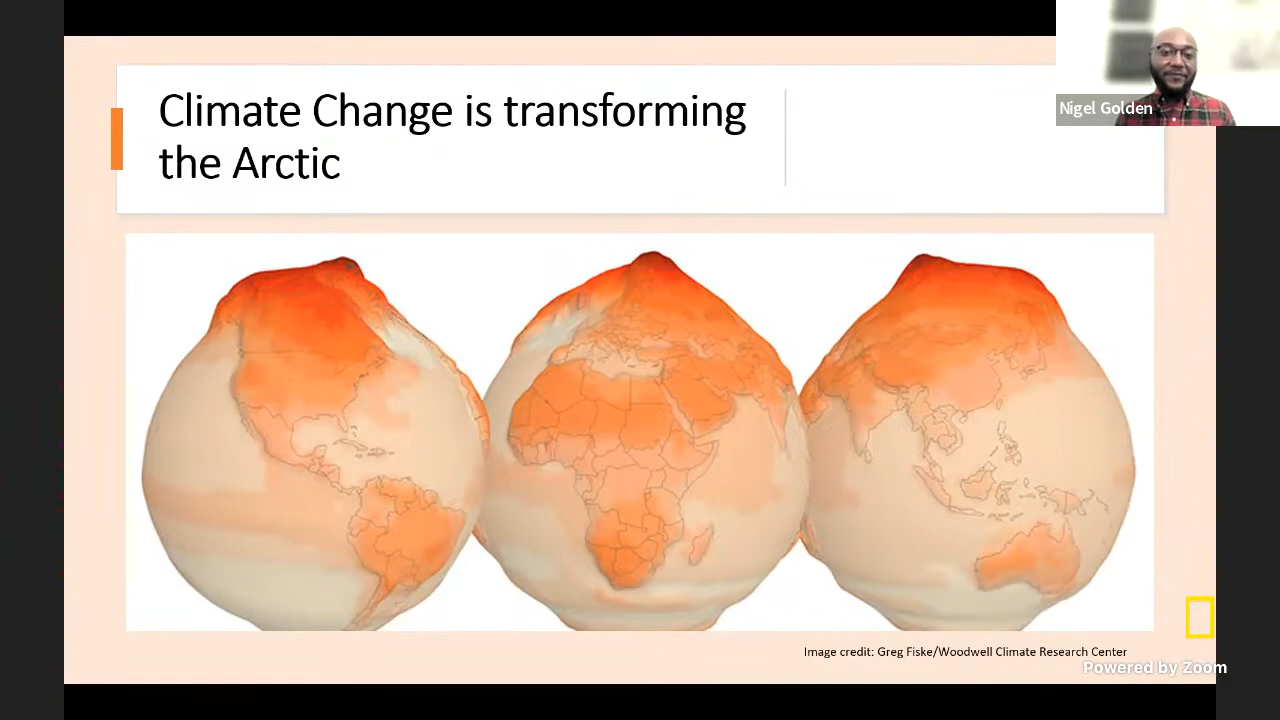 Climate Change is transforming
the Arctic
Nigel Golden
Image credit: Greg Fiske/Woodwell Climate Research Center
Powered by Zoom